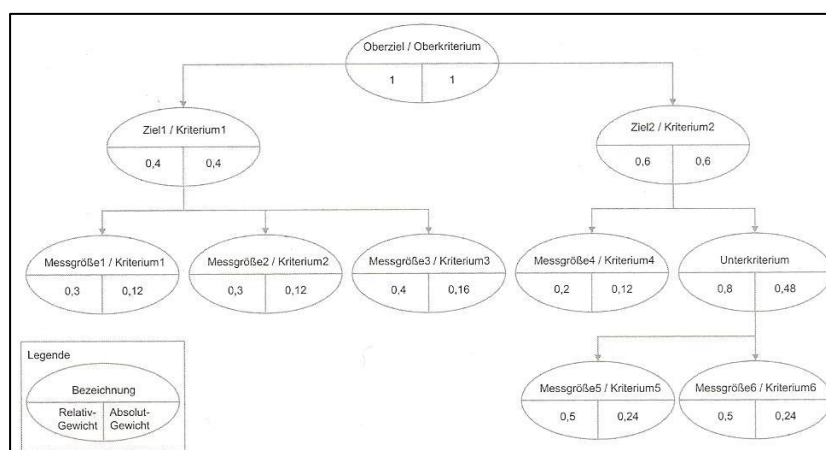 Oberziel / Oberkriterium
1 1
Ziel1 / Kriterium1
0,4 0,4
Ziel2 / Kriterium2
0,6 0,6
Messgröße1 / Kriterium1
0,3 0,12
Messgröße2 / Kriterium2
0,3 0,12
Messgröße3 / Kriterium3
0,4 0,16
Messgröße4 / Kriterium4
0,2 0,12
Unterkriterium
0,8 0,48
Messgröße5 / Kriterium5
0,5 0,24
Messgröße6 / Kriterium6
0,5 0,24
Legende
Bezeichnung
Relativ- Absolut-
Gewicht Gewicht